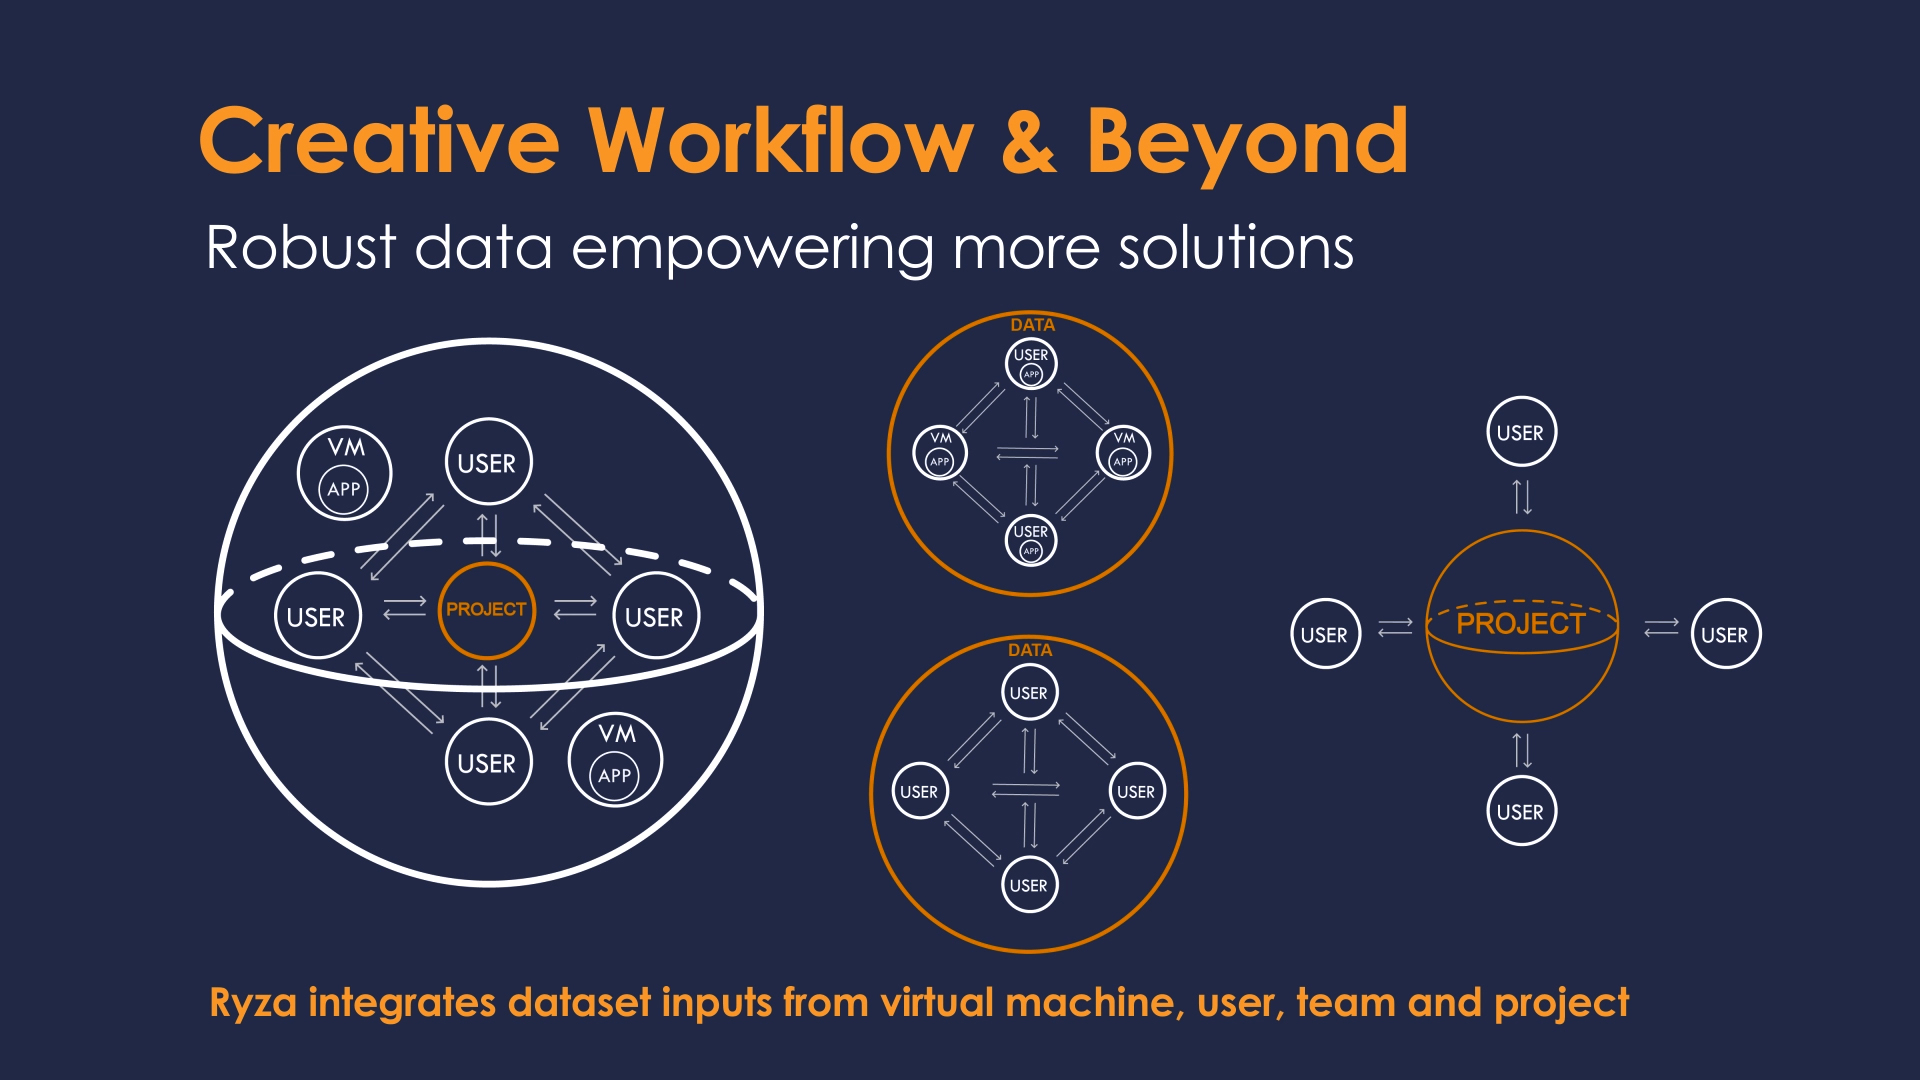 Creative Workflow & Beyond
Robust data empowering more solutions
VM
APP
USER
USER
PROJECT
USER
USER
VM
APP
DATA
USER
APP
VM
APP
VM
APP
USER
APP
DATA
USER
USER
USER
USER
USER
USER
PROJECT
USER
USER
Ryza integrates dataset inputs from virtual machine, user, team and project